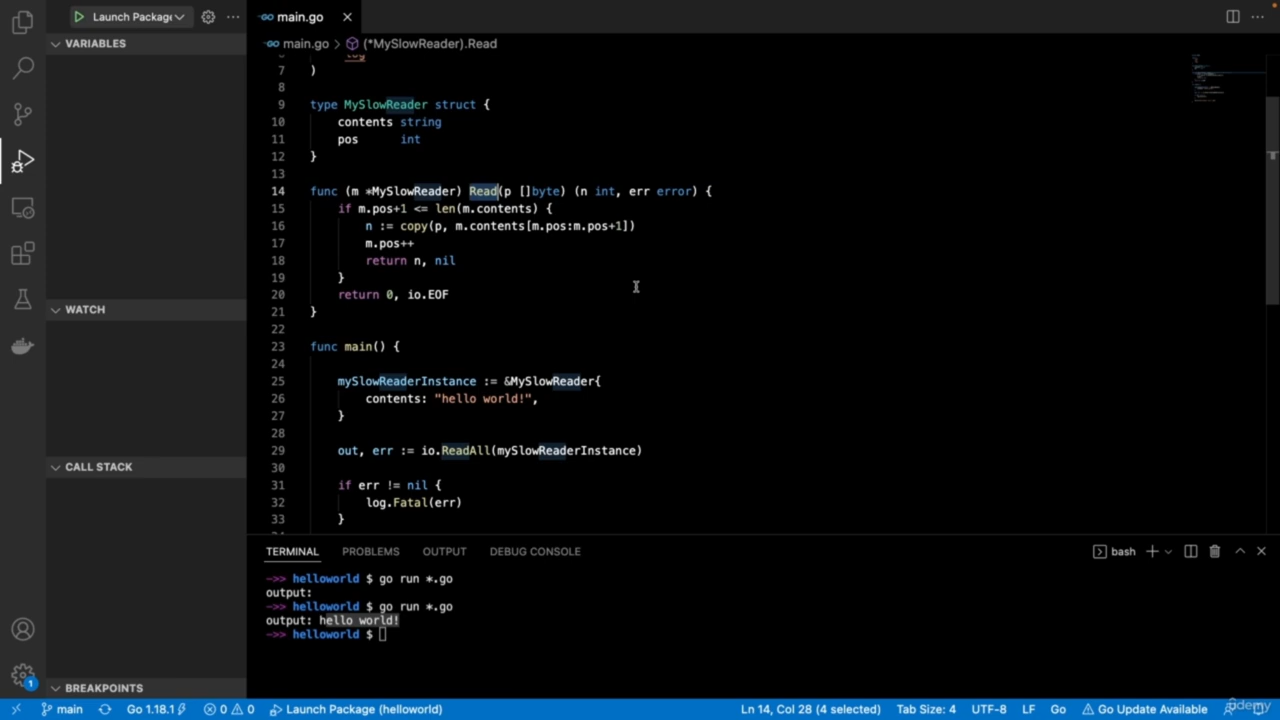 Launch Package
main.go
VARIABLES
main.go > (*MySlowReader).Read
log
7 )
8
9 type MySlowReader struct {
10 contents string
11 pos int
12 }
13
14 func (m *MySlowReader) Read(p []byte) (n int, err error) {
15 if m.pos+1 <= len(m.contents) {
16 n := copy(p, m.contents[m.pos:m.pos+1])
17 m.pos++
18 return n, nil
19 }
20 return 0, io.EOF
21 }
22
23 func main() {
24
25 mySlowReaderInstance := &MySlowReader{
26 contents: "hello world!",
27 }
28
29 out, err := io.ReadAll(mySlowReaderInstance)
30
31 if err != nil {
32 log.Fatal(err)
33 }
WATCH
CALL STACK
BREAKPOINTS
TERMINAL PROBLEMS OUTPUT DEBUG CONSOLE bash
->> helloworld $ go run *.go
output:
->> helloworld $ go run *.go
output: hello world!
->> helloworld $
1
main Go 1.18.1 0 0 Launch Package (helloworld) Ln 14, Col 28 (4 selected) Tab Size: 4 UTF-8 LF Go Go Update Available
udemy